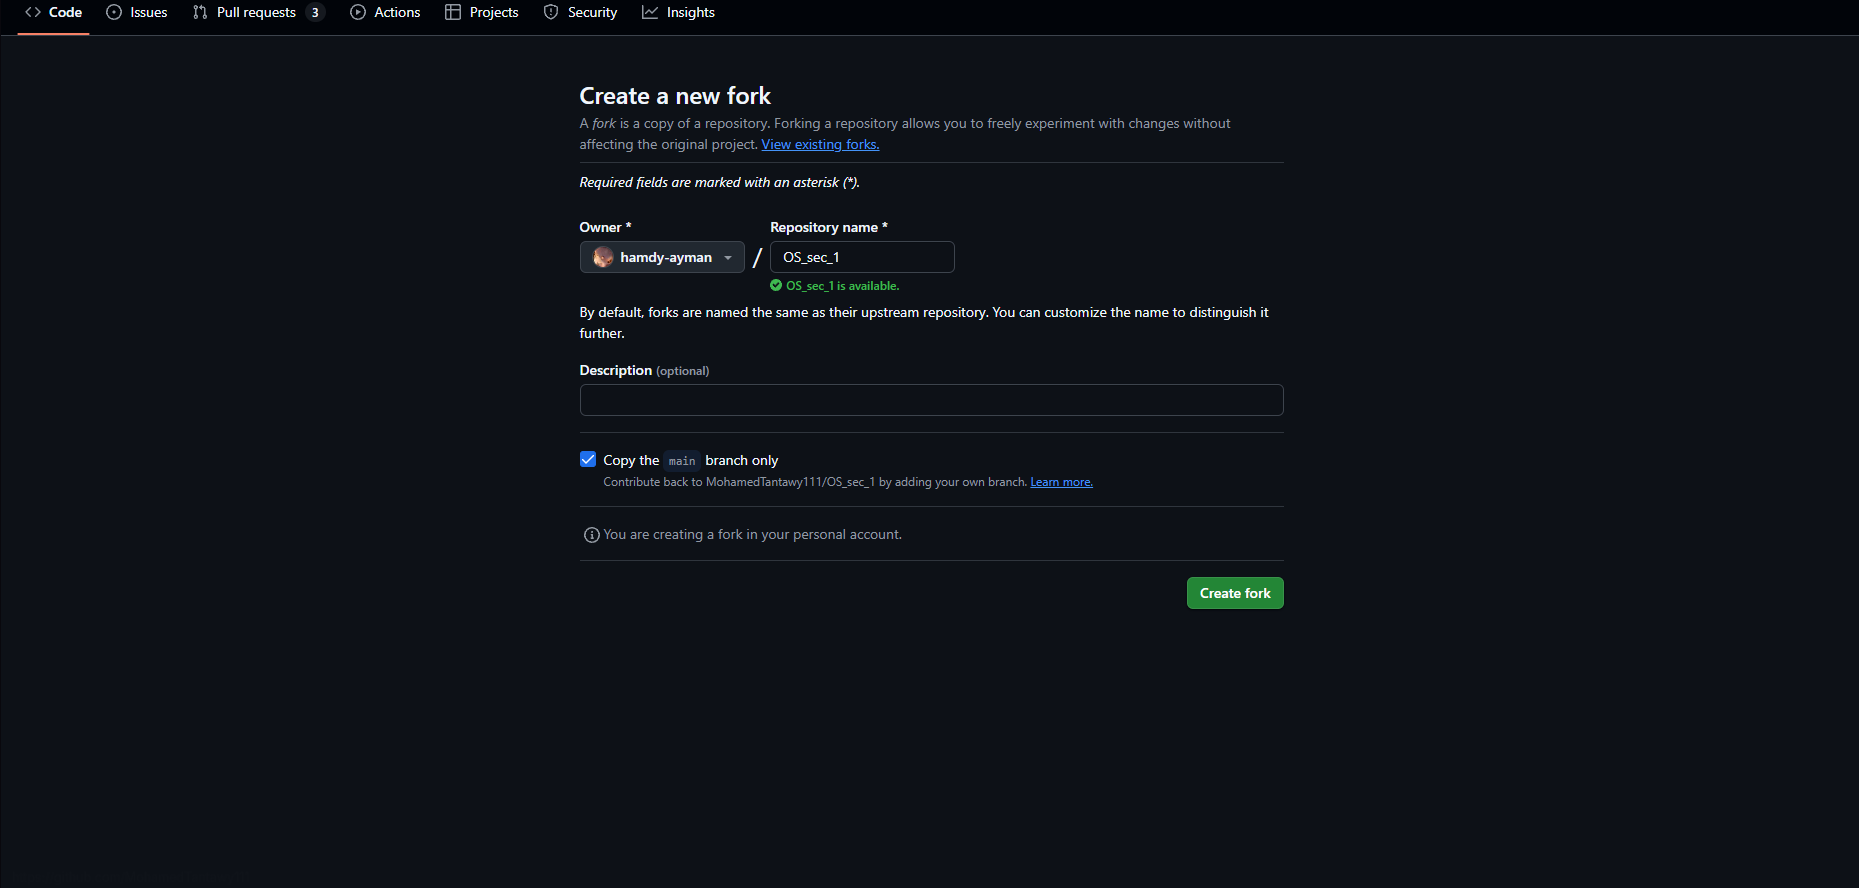 Code Issues Pull requests 3 Actions Projects Security Insights
Create a new fork
A fork is a copy of a repository. Forking a repository allows you to freely experiment with changes without
affecting the original project. View existing forks.
Required fields are marked with an asterisk (*).
Owner * Repository name *
hamdy-ayman / OS_sec_1
OS_sec_1 is available.
By default, forks are named the same as their upstream repository. You can customize the name to distinguish it
further.
Description (optional)
Copy the main branch only
Contribute back to MohamedTantawy111/OS_sec_1 by adding your own branch. Learn more.
You are creating a fork in your personal account.
Create fork